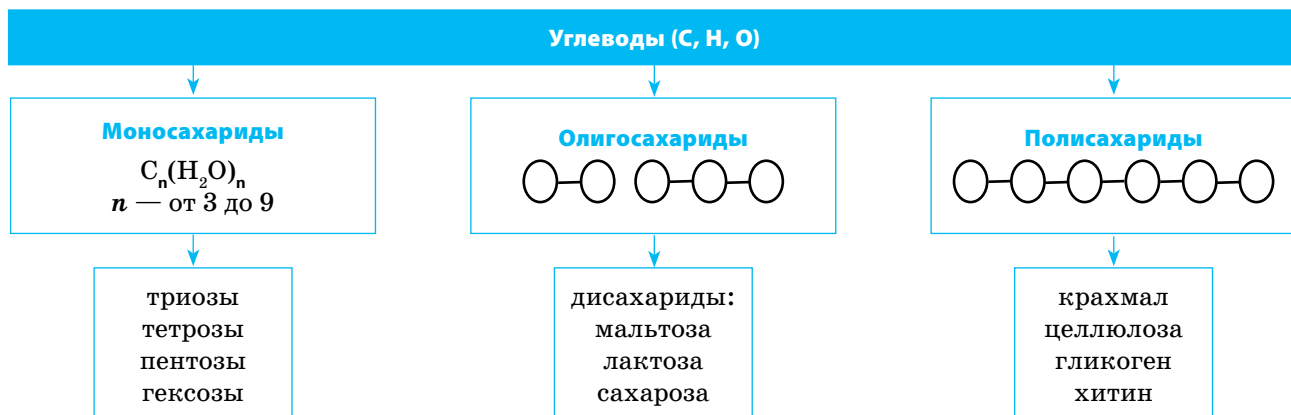 Углеводы (С, Н, О)
Моносахариды
Cₙ(H₂O)ₙ
n — от 3 до 9
триозы
тетрозы
пентозы
гексозы
Олигосахариды
дисахариды:
мальтоза
лактоза
сахароза
Полисахариды
крахмал
целлюлоза
гликоген
хитин